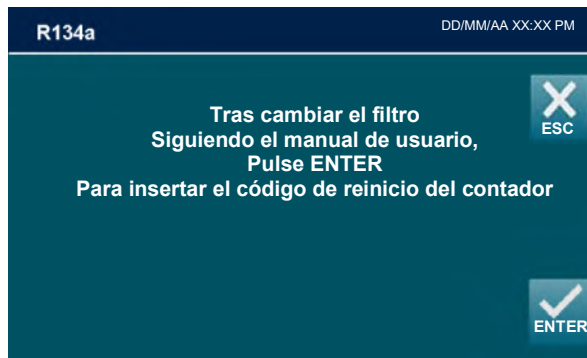 R134a
DD/MM/AA XX:XX PM
Tras cambiar el filtro
Siguiendo el manual de usuario,
Pulse ENTER
Para insertar el código de reinicio del contador
ESC
ENTER